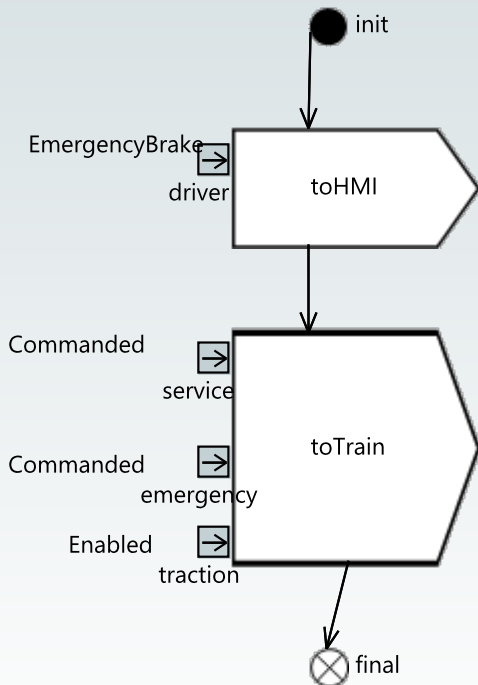 init
EmergencyBrake
driver
toHMI
Commanded
service
toTrain
Commanded
emergency
Enabled
traction
final